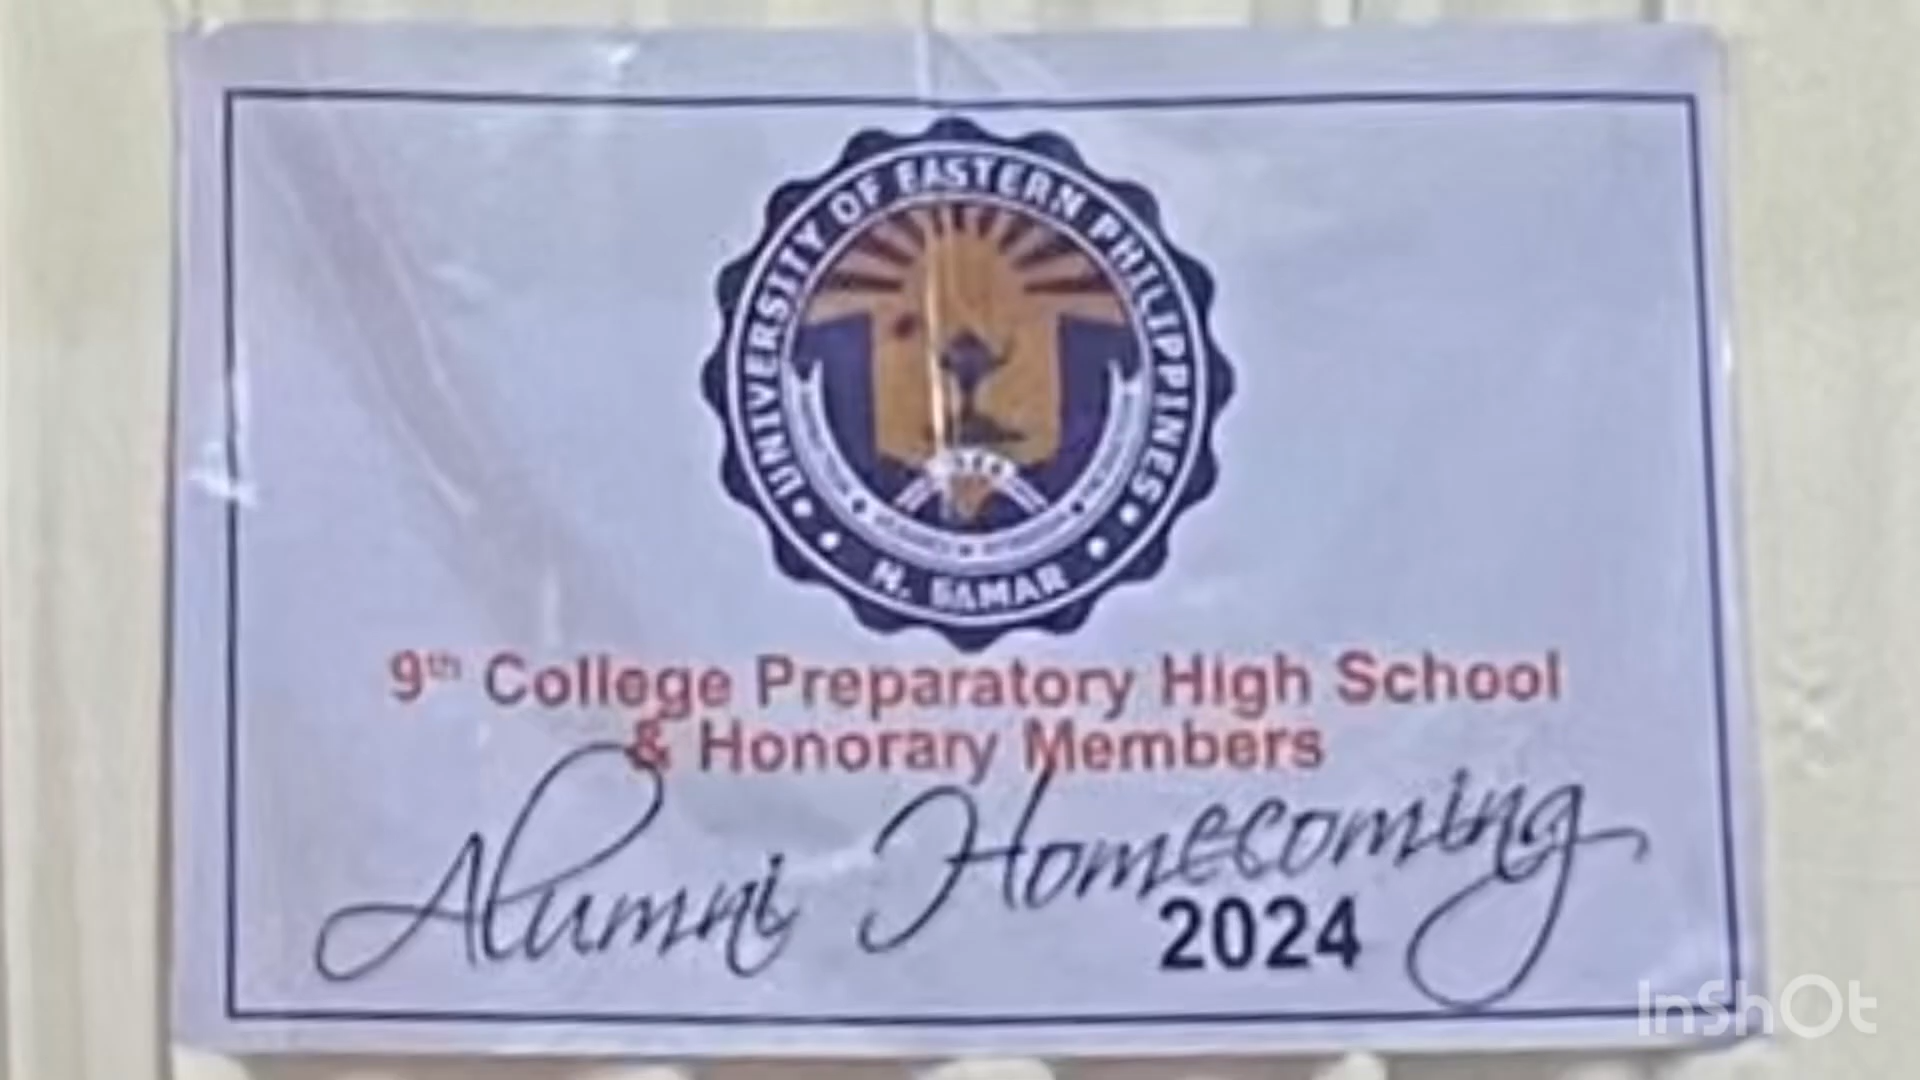 UNIVERSITY OF EASTERN PHILIPPINES
N. SAMAR
9th College Preparatory High School
& Honorary Members
Alumni Homecoming
2024
InShOt